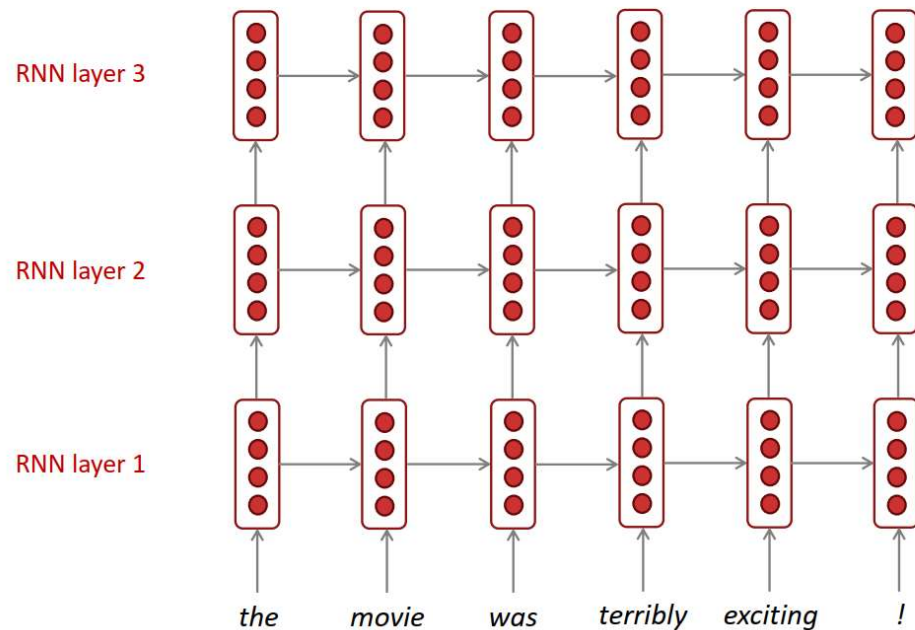 RNN layer 3
RNN layer 2
RNN layer 1
the movie was terribly exciting !